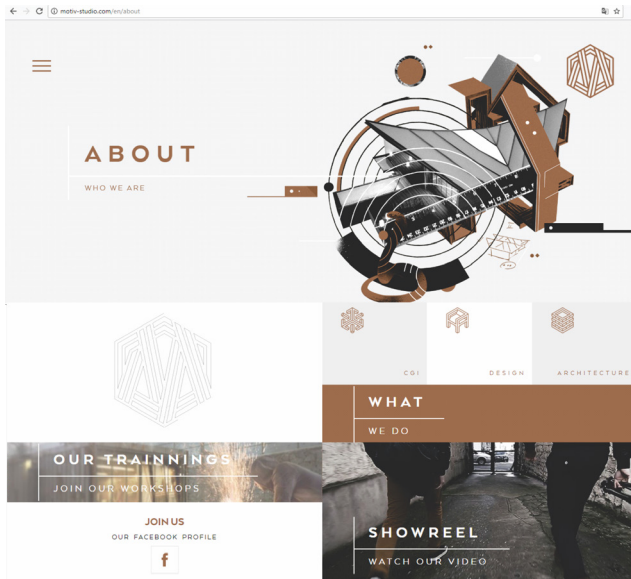 motiv-studio.com/en/about
ABOUT
WHO WE ARE
CGI
DESIGN
ARCHITECTURE
WHAT
WE DO
OUR TRAINNINGS
JOIN OUR WORKSHOPS
JOIN US
OUR FACEBOOK PROFILE
f
SHOWREEL
WATCH OUR VIDEO